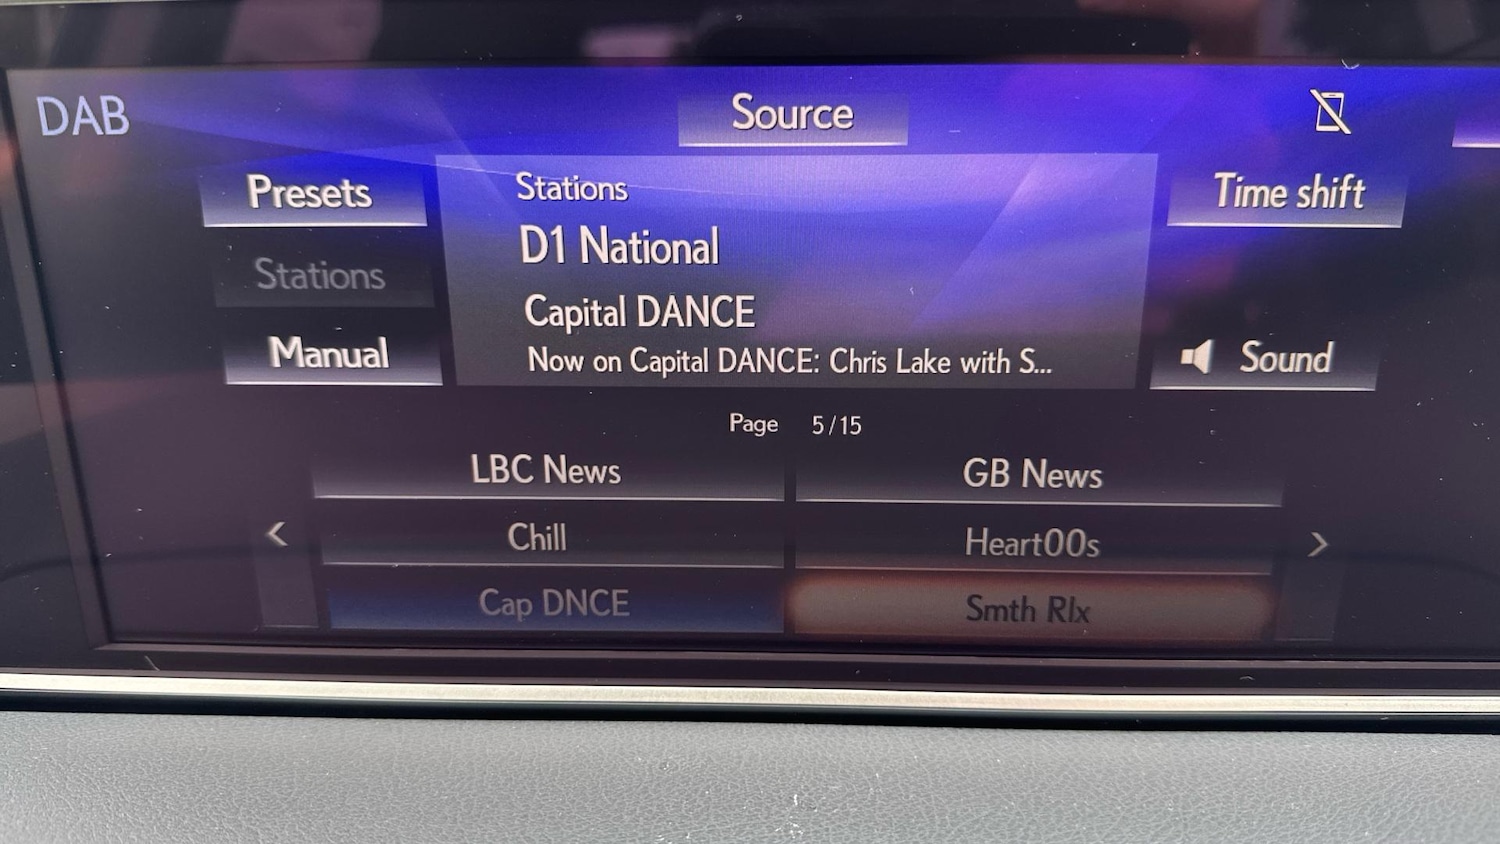 DAB
Source
Presets
Stations
Time shift
D1 National
Stations
Capital DANCE
Manual
Now on Capital DANCE: Chris Lake with S...
Sound
Page 5/15
LBC News
GB News
Chill
Heart00s
Cap DNCE
Smth Rlx